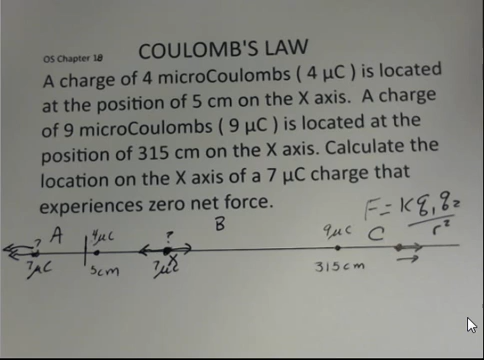 OS Chapter 18 COULOMB'S LAW
A charge of 4 microCoulombs ( 4 μC ) is located
at the position of 5 cm on the X axis. A charge
of 9 microCoulombs ( 9 μC ) is located at the
position of 315 cm on the X axis. Calculate the
location on the X axis of a 7 μC charge that
experiences zero net force.
F = K q1 q2 / r²
? A 4μC ? B 9μC C
7μC 5cm 7μC X 315cm